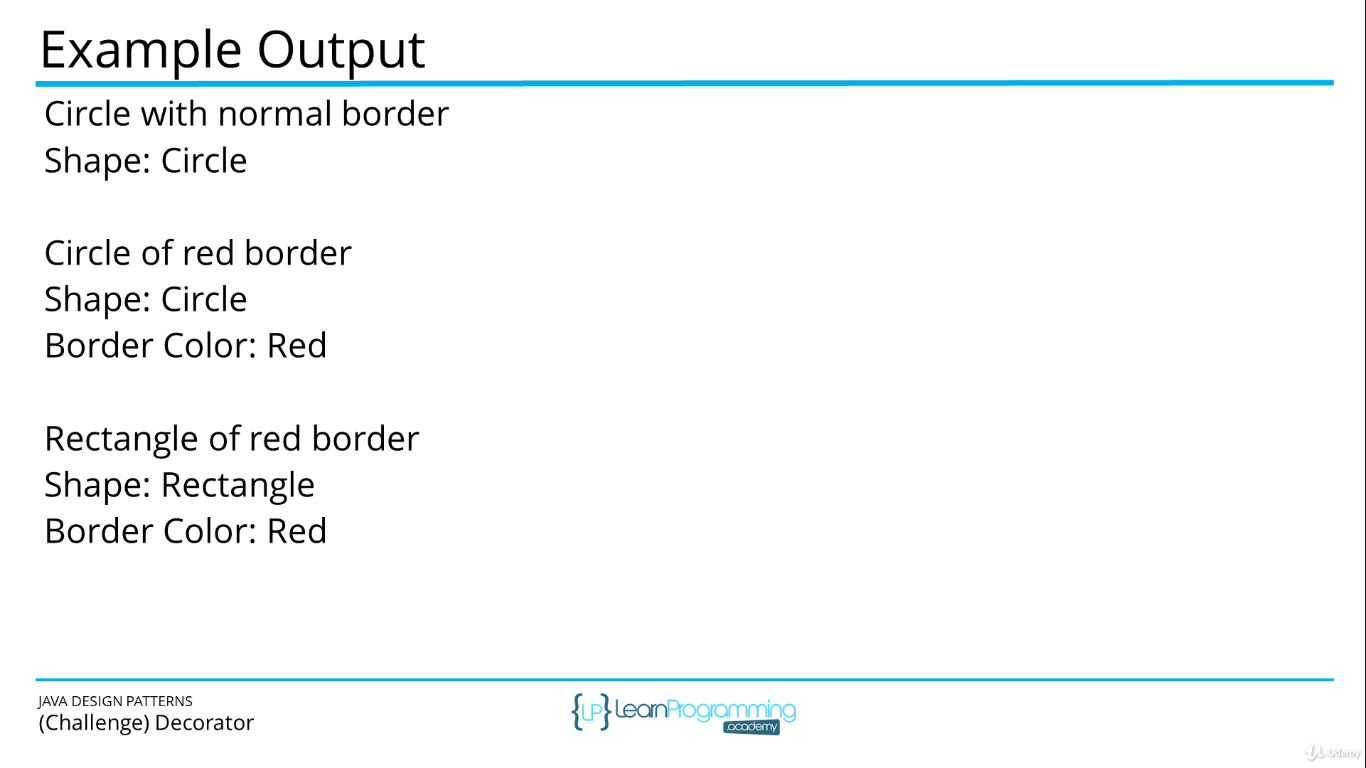 Example Output
Circle with normal border
Shape: Circle
Circle of red border
Shape: Circle
Border Color: Red
Rectangle of red border
Shape: Rectangle
Border Color: Red
JAVA DESIGN PATTERNS
(Challenge) Decorator
{LP} LearnProgramming
.academy
Udemy